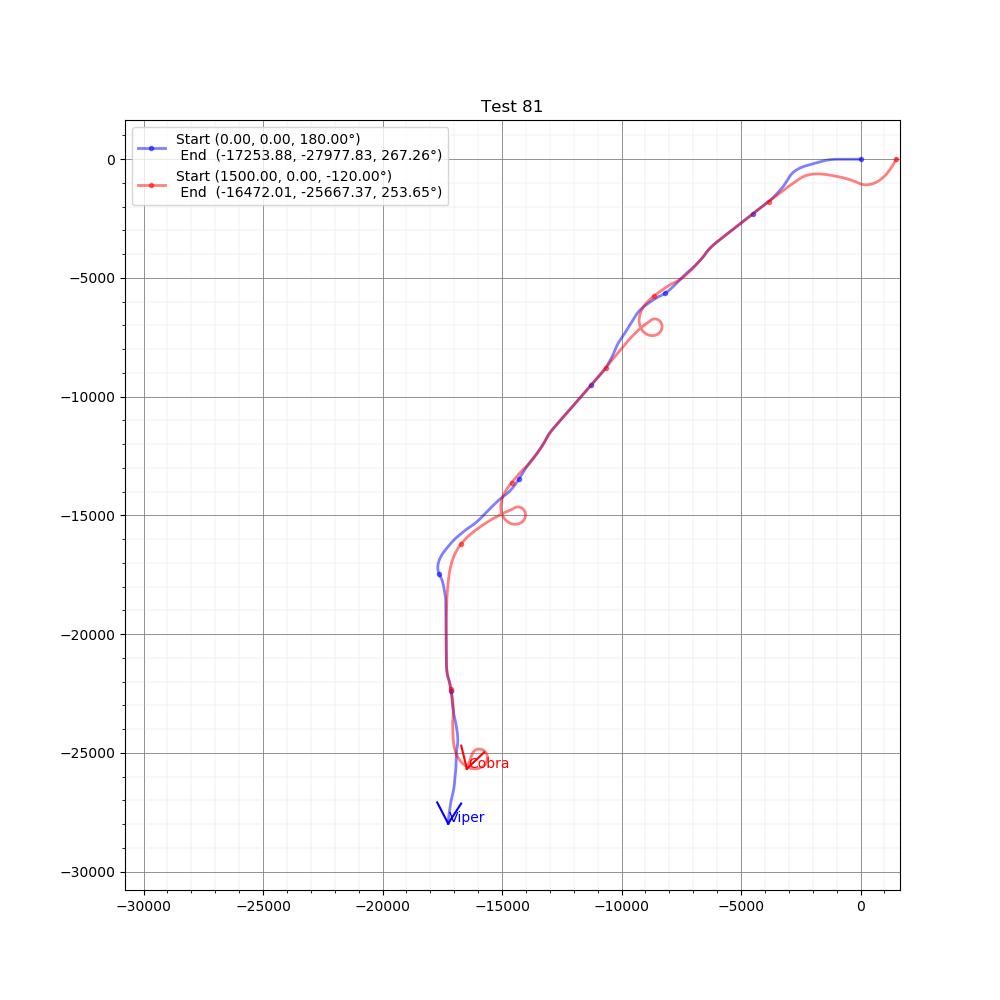 Test 81
Start (0.00, 0.00, 180.00°)
End  (-17253.88, -27977.83, 267.26°)
Start (1500.00, 0.00, -120.00°)
End  (-16472.01, -25667.37, 253.65°)
0
−5000
−10000
−15000
−20000
−25000
−30000
Cobra
Viper
−30000 −25000 −20000 −15000 −10000 −5000 0